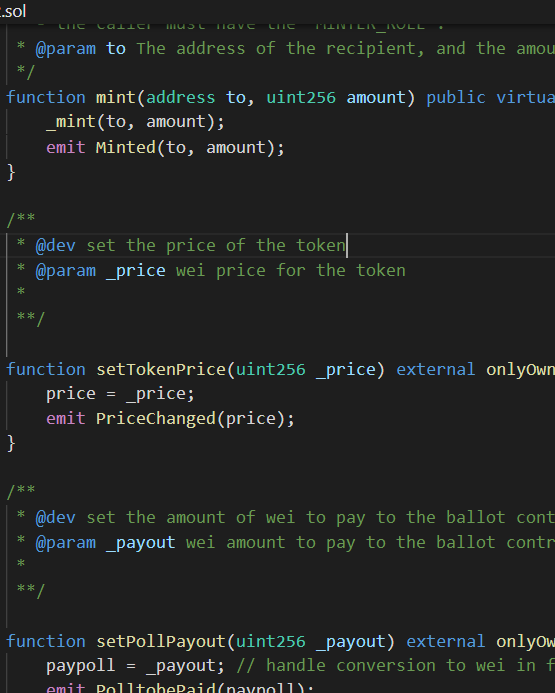 .sol
the caller must have the `MINTER_ROLE`.
* @param to The address of the recipient, and the amou
*/
function mint(address to, uint256 amount) public virtua
_mint(to, amount);
emit Minted(to, amount);
}
/**
* @dev set the price of the token
* @param _price wei price for the token
*
**/
function setTokenPrice(uint256 _price) external onlyOwn
price = _price;
emit PriceChanged(price);
}
/**
* @dev set the amount of wei to pay to the ballot cont
* @param _payout wei amount to pay to the ballot contr
*
**/
function setPollPayout(uint256 _payout) external onlyOw
paypoll = _payout; // handle conversion to wei in f
emit PolltobePaid(paypoll);